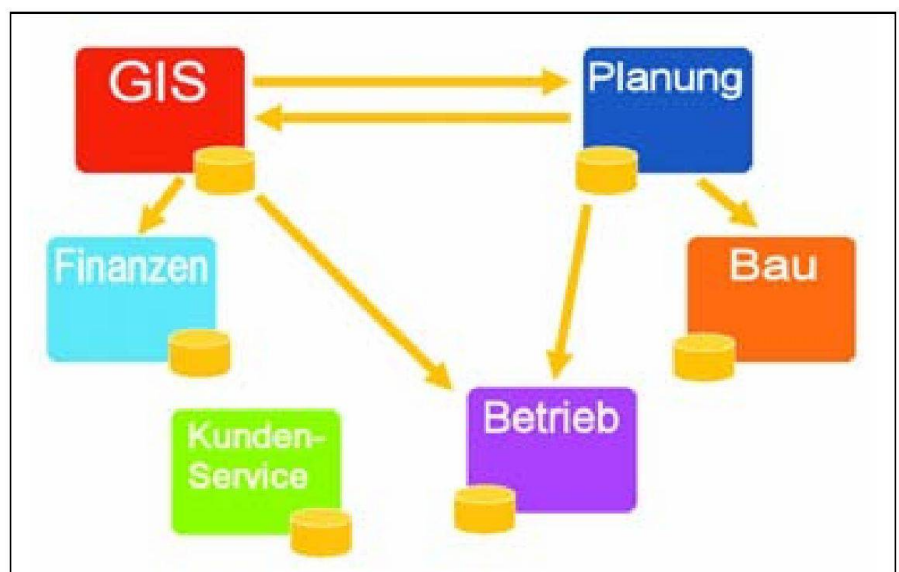 GIS
Planung
Finanzen
Bau
Kunden-
Service
Betrieb